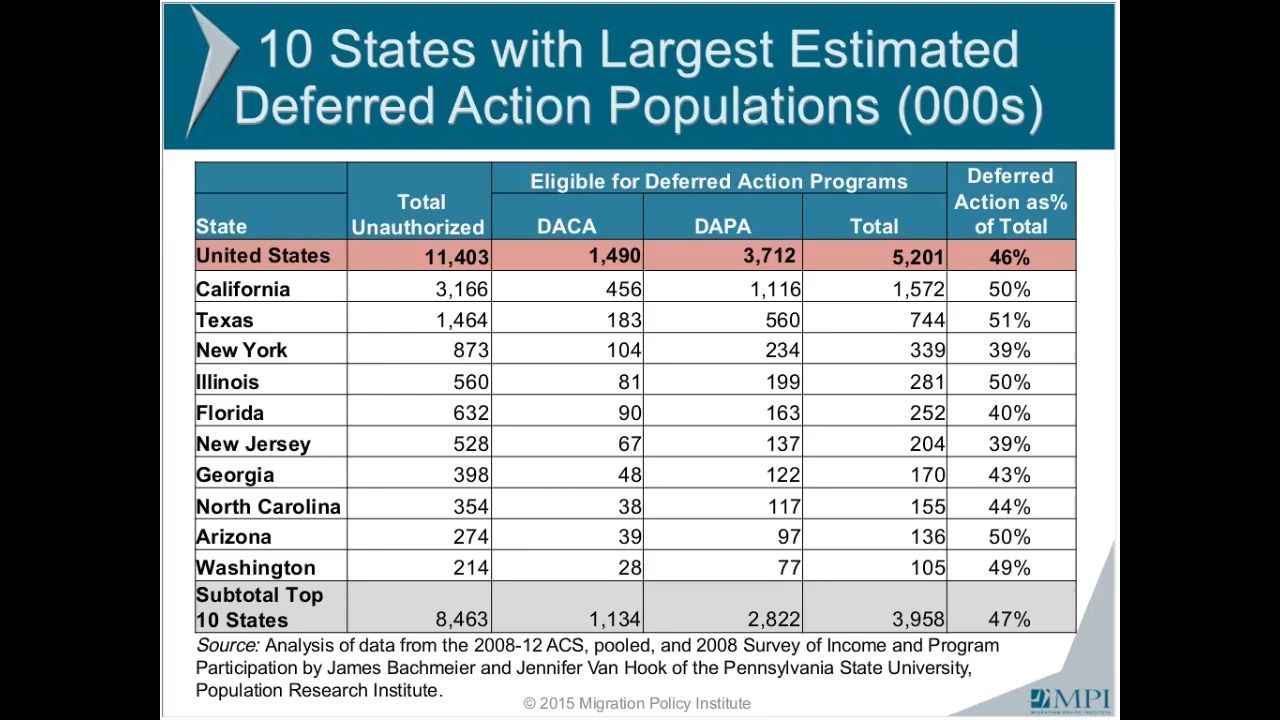 10 States with Largest Estimated
Deferred Action Populations (000s)
State
Total
Unauthorized
Eligible for Deferred Action Programs
DACA DAPA Total
Deferred
Action as%
of Total
United States 11,403 1,490 3,712 5,201 46%
California 3,166 456 1,116 1,572 50%
Texas 1,464 183 560 744 51%
New York 873 104 234 339 39%
Illinois 560 81 199 281 50%
Florida 632 90 163 252 40%
New Jersey 528 67 137 204 39%
Georgia 398 48 122 170 43%
North Carolina 354 38 117 155 44%
Arizona 274 39 97 136 50%
Washington 214 28 77 105 49%
Subtotal Top
10 States 8,463 1,134 2,822 3,958 47%
Source: Analysis of data from the 2008-12 ACS, pooled, and 2008 Survey of Income and Program
Participation by James Bachmeier and Jennifer Van Hook of the Pennsylvania State University,
Population Research Institute.
© 2015 Migration Policy Institute
MPI
MIGRATION POLICY INSTITUTE